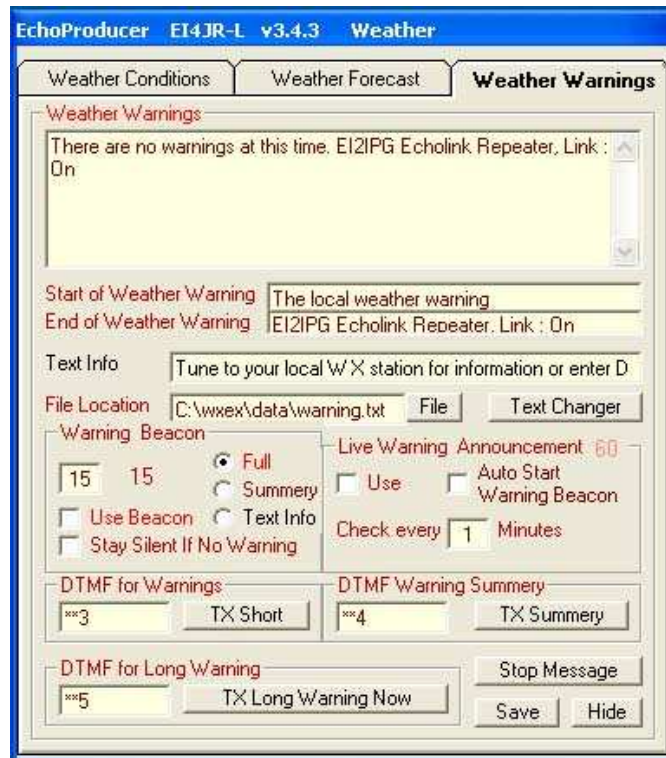 EchoProducer EI4JR-L v3.4.3 Weather
Weather Conditions Weather Forecast Weather Warnings
Weather Warnings
There are no warnings at this time. EI2IPG Echolink Repeater, Link :
On
Start of Weather Warning The local weather warning
End of Weather Warning EI2IPG Echolink Repeater. Link : On
Text Info Tune to your local WX station for information or enter D
File Location C:\wxex\data\warning.txt File Text Changer
Warning Beacon
15 15
Full
Summery
Use Beacon Text Info
Stay Silent If No Warning
Live Warning Announcement 60
Use Auto Start
Warning Beacon
Check every 1 Minutes
DTMF for Warnings
**3 TX Short
DTMF Warning Summery
**4 TX Summery
DTMF for Long Warning
**5 TX Long Warning Now
Stop Message
Save Hide